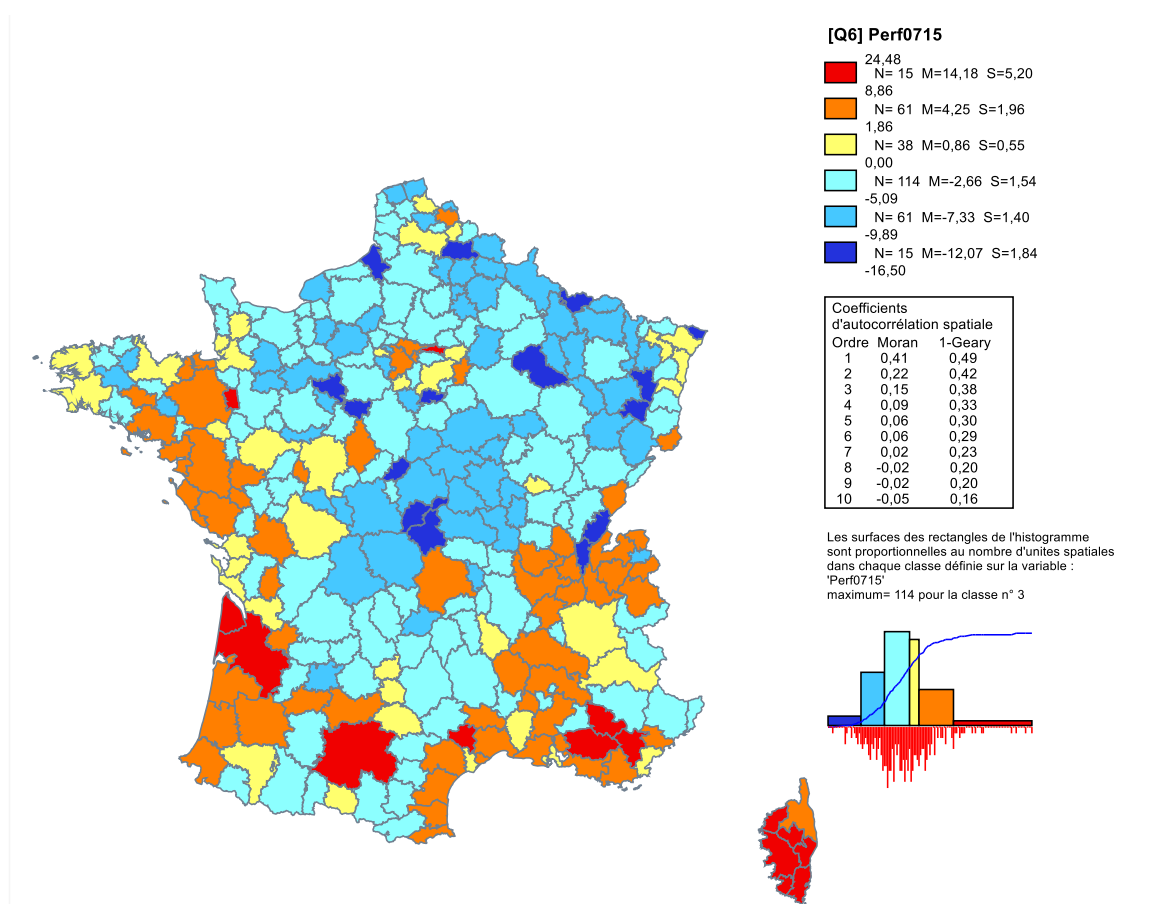 [Q6] Perf0715
24,48
N= 15 M=14,18 S=5,20
8,86
N= 61 M=4,25 S=1,96
1,86
N= 38 M=0,86 S=0,55
0,00
N= 114 M=-2,66 S=1,54
-5,09
N= 61 M=-7,33 S=1,40
-9,89
N= 15 M=-12,07 S=1,84
-16,50
Coefficients
d'autocorrélation spatiale
Ordre Moran 1-Geary
1 0,41 0,49
2 0,22 0,42
3 0,15 0,38
4 0,09 0,33
5 0,06 0,30
6 0,06 0,29
7 0,02 0,23
8 -0,02 0,20
9 -0,02 0,20
10 -0,05 0,16
Les surfaces des rectangles de l'histogramme
sont proportionnelles au nombre d'unites spatiales
dans chaque classe définie sur la variable :
'Perf0715'
maximum= 114 pour la classe n° 3